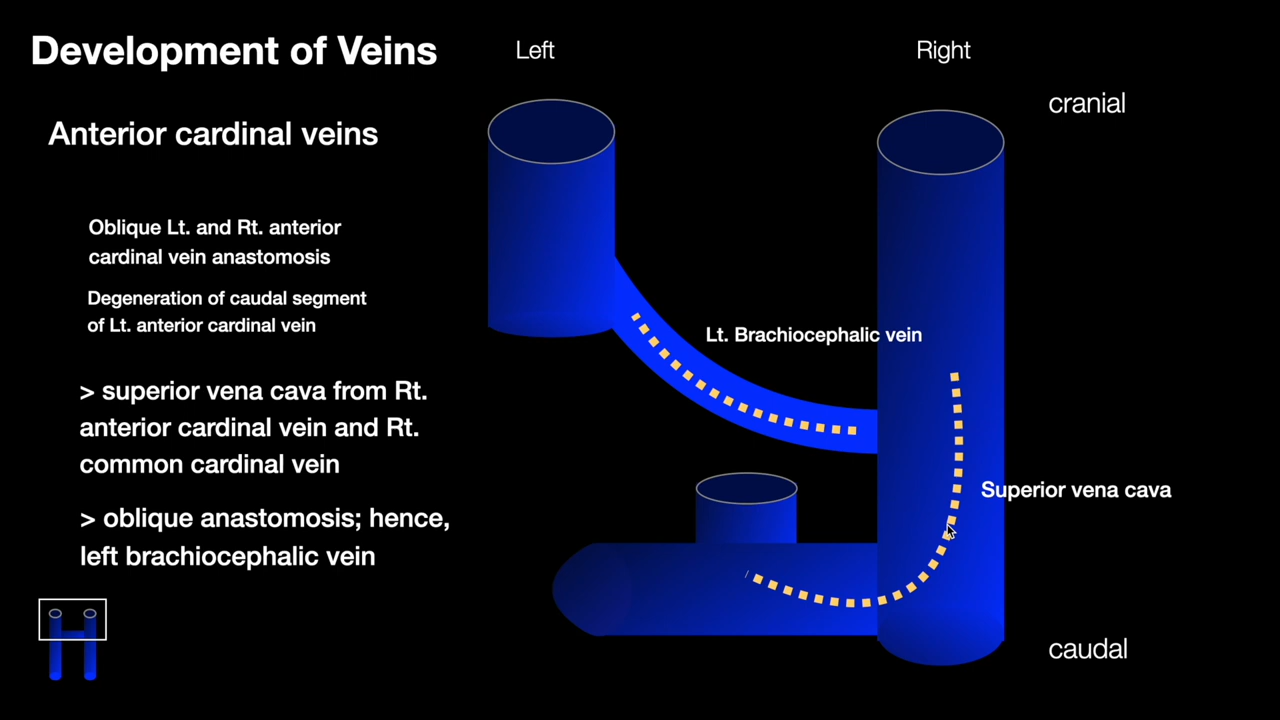 Development of Veins
Left
Right
cranial
Anterior cardinal veins
Oblique Lt. and Rt. anterior
cardinal vein anastomosis
Degeneration of caudal segment
of Lt. anterior cardinal vein
Lt. Brachiocephalic vein
> superior vena cava from Rt.
anterior cardinal vein and Rt.
common cardinal vein
Superior vena cava
> oblique anastomosis; hence,
left brachiocephalic vein
caudal